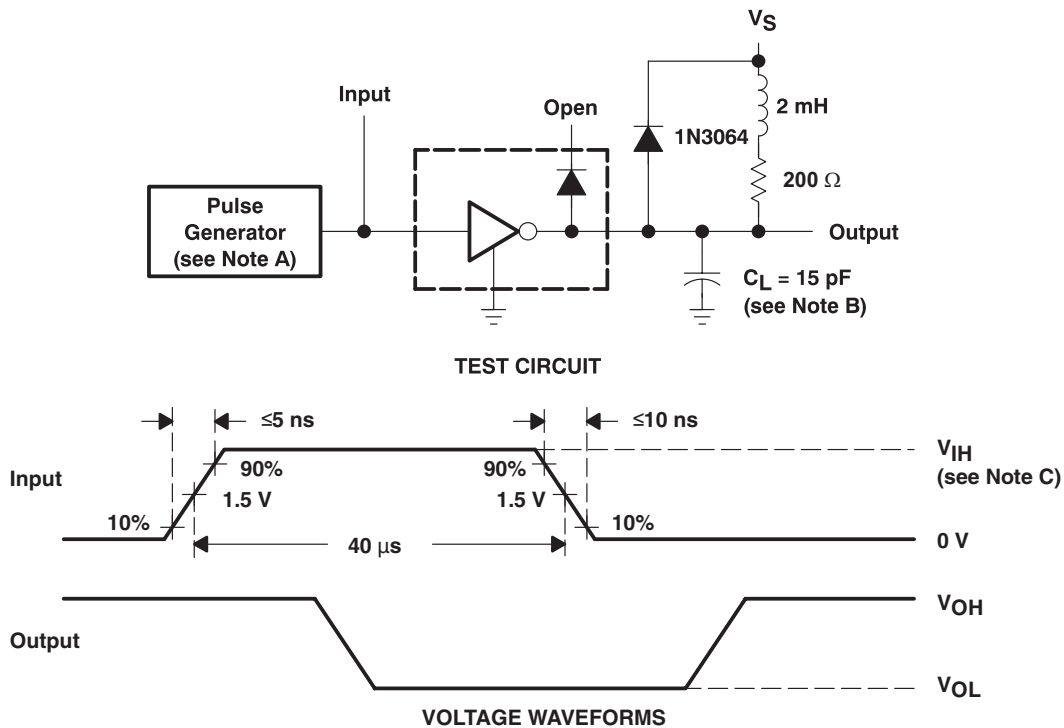 VS
Input
Open
2 mH
1N3064
200 Ω
Pulse
Generator
(see Note A)
Output
CL = 15 pF
(see Note B)
TEST CIRCUIT
≤5 ns
≤10 ns
Input
90%
90%
VIH
(see Note C)
1.5 V
1.5 V
10%
10%
40 μs
0 V
VOH
Output
VOL
VOLTAGE WAVEFORMS